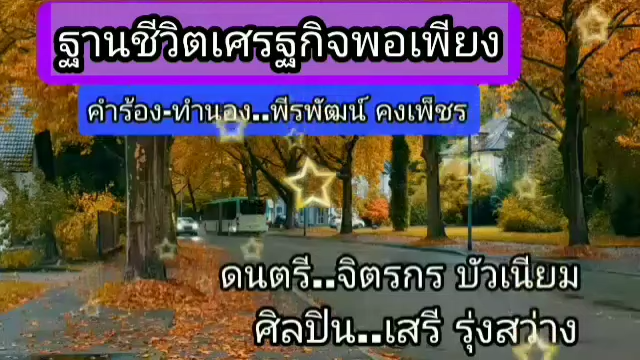 ฐานชีวิตเศรฐกิจพอเพียง
คำร้อง-ทำนอง..พีรพัฒน์ คงเพ็ชร
ดนตรี..จิตรกร บัวเนียม
ศิลปิน..เสรี รุ่งสว่าง